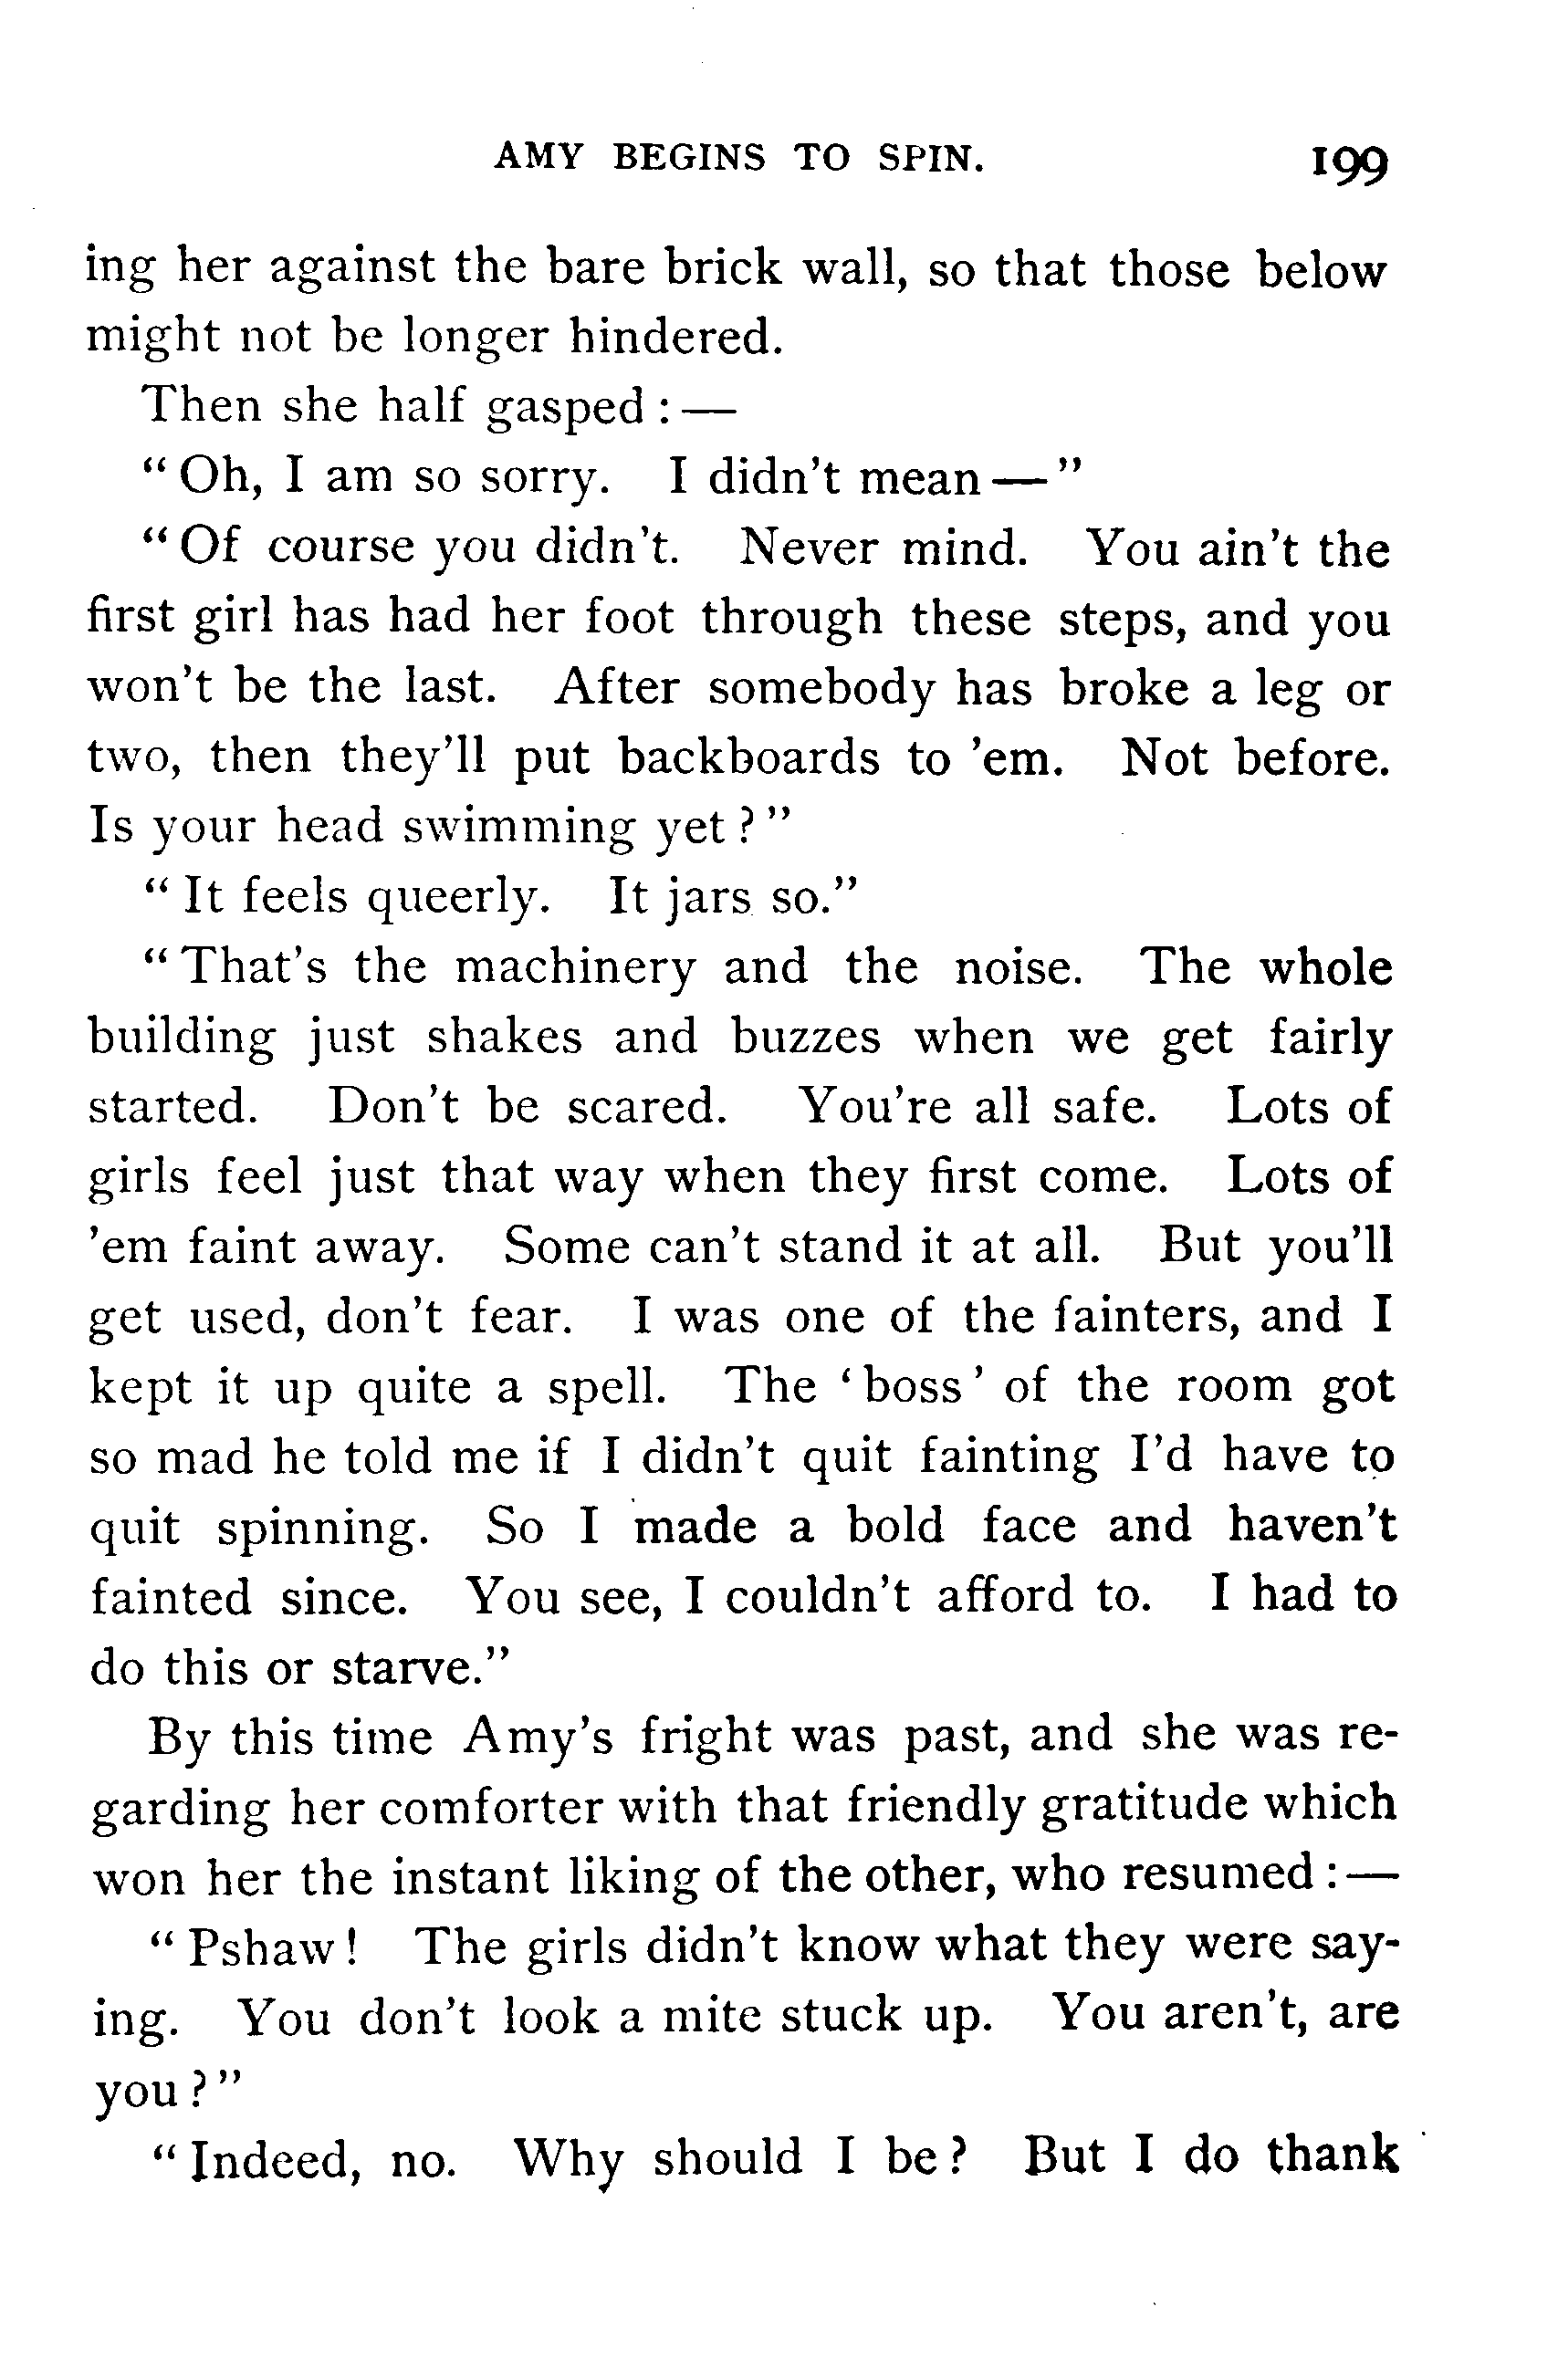 AMY BEGINS TO SPIN. 199
ing her against the bare brick wall, so that those below
might not be longer hindered.
Then she half gasped : —
“ Oh, I am so sorry. I didn’t mean — ”
“ Of course you didn’t. Never mind. You ain’t the
first girl has had her foot through these steps, and you
won’t be the last. After somebody has broke a leg or
two, then they’ll put backboards to ’em. Not before.
Is your head swimming yet ? ”
“ It feels queerly. It jars so.”
“ That’s the machinery and the noise. The whole
building just shakes and buzzes when we get fairly
started. Don’t be scared. You’re all safe. Lots of
girls feel just that way when they first come. Lots of
’em faint away. Some can’t stand it at all. But you’ll
get used, don’t fear. I was one of the fainters, and I
kept it up quite a spell. The ‘ boss ’ of the room got
so mad he told me if I didn’t quit fainting I’d have to
quit spinning. So I made a bold face and haven’t
fainted since. You see, I couldn’t afford to. I had to
do this or starve.”
By this time Amy’s fright was past, and she was re-
garding her comforter with that friendly gratitude which
won her the instant liking of the other, who resumed : —
“ Pshaw ! The girls didn’t know what they were say-
ing. You don’t look a mite stuck up. You aren’t, are
you ? ”
“ Indeed, no. Why should I be ? But I do thank